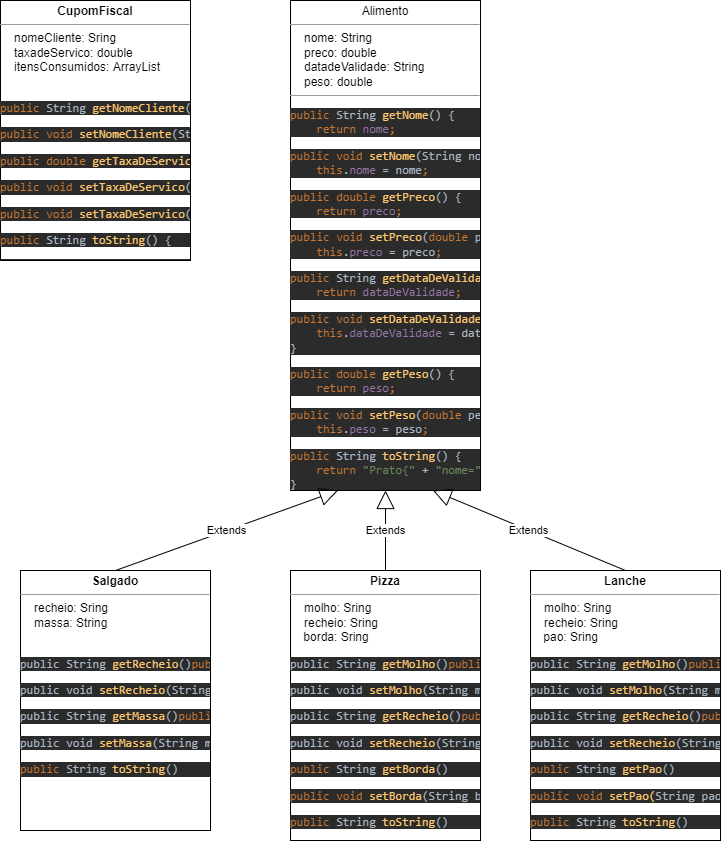 CupomFiscal
nomeCliente: Sring
taxadeServico: double
itensConsumidos: ArrayList
public String getNomeCliente(
public void setNomeCliente(St
public double getTaxaDeServic
public void setTaxaDeServico(
public void setTaxaDeServico(
public String toString() {
Alimento
nome: String
preco: double
datadeValidade: String
peso: double
public String getNome() {
return nome;
public void setNome(String no
this.nome = nome;
public double getPreco() {
return preco;
public void setPreco(double p
this.preco = preco;
public String getDataDeValida
return dataDeValidade;
public void setDataDeValidade
this.dataDeValidade = dat
}
public double getPeso() {
return peso;
public void setPeso(double pe
this.peso = peso;
public String toString() {
return "Prato{" + "nome="
}
Extends
Extends
Extends
Salgado
recheio: Sring
massa: String
public String getRecheio()pub
public void setRecheio(String
public String getMassa()publi
public void setMassa(String m
public String toString()
Pizza
molho: Sring
recheio: Sring
borda: Sring
public String getMolho()publi
public void setMolho(String m
public String getRecheio()pub
public void setRecheio(String
public String getBorda()
public void setBorda(String b
public String toString()
Lanche
molho: Sring
recheio: Sring
pao: Sring
public String getMolho()publi
public void setMolho(String m
public String getRecheio()pub
public void setRecheio(String
public String getPao()
public void setPao(String pao
public String toString()